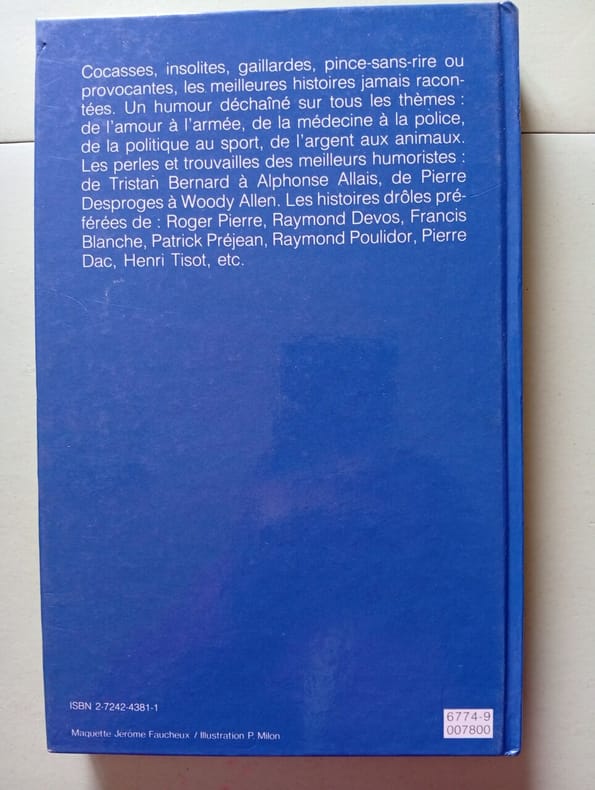 Cocasses, insolites, gaillardes, pince-sans-rire ou
provocantes, les meilleures histoires jamais racon-
tées. Un humour déchaîné sur tous les thèmes :
de l'amour à l'armée, de la médecine à la police,
de la politique au sport, de l'argent aux animaux.
Les perles et trouvailles des meilleurs humoristes :
de Tristan Bernard à Alphonse Allais, de Pierre
Desproges à Woody Allen. Les histoires drôles pré-
férées de : Roger Pierre, Raymond Devos, Francis
Blanche, Patrick Préjean, Raymond Poulidor, Pierre
Dac, Henri Tisot, etc.
ISBN 2-7242-4381-1
6774-9
007800
Maquette Jérôme Faucheux / Illustration P. Milon